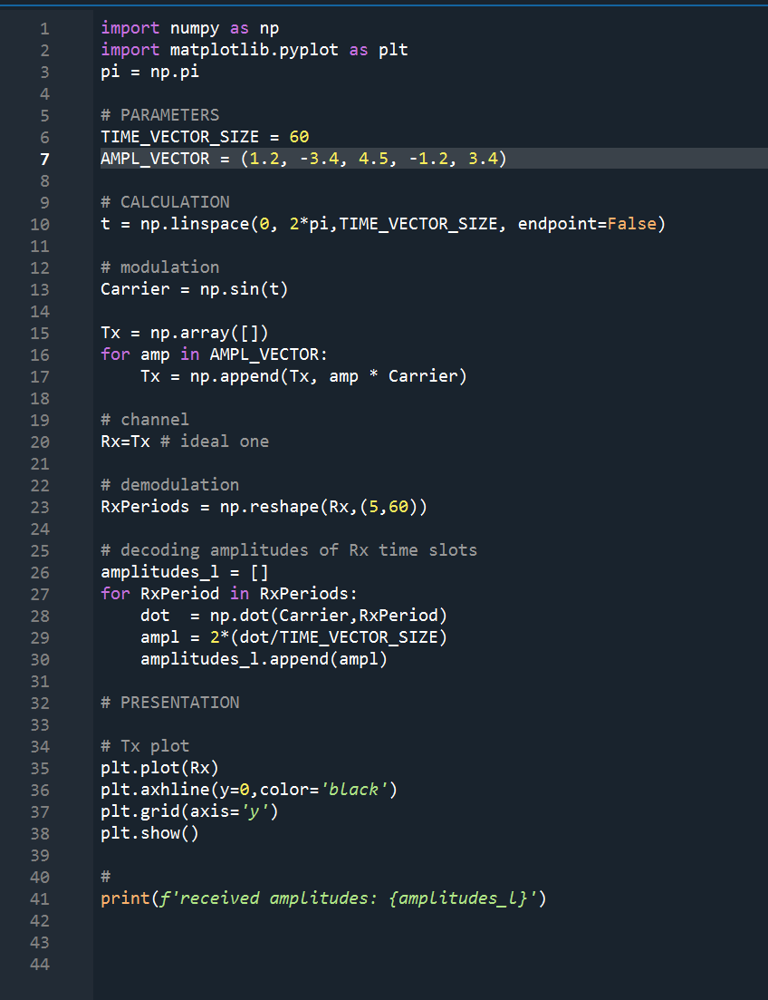 1 import numpy as np
2 import matplotlib.pyplot as plt
3 pi = np.pi
4
5 # PARAMETERS
6 TIME_VECTOR_SIZE = 60
7 AMPL_VECTOR = (1.2, -3.4, 4.5, -1.2, 3.4)
8
9 # CALCULATION
10 t = np.linspace(0, 2*pi,TIME_VECTOR_SIZE, endpoint=False)
11
12 # modulation
13 Carrier = np.sin(t)
14
15 Tx = np.array([])
16 for amp in AMPL_VECTOR:
17     Tx = np.append(Tx, amp * Carrier)
18
19 # channel
20 Rx=Tx # ideal one
21
22 # demodulation
23 RxPeriods = np.reshape(Rx,(5,60))
24
25 # decoding amplitudes of Rx time slots
26 amplitudes_l = []
27 for RxPeriod in RxPeriods:
28     dot  = np.dot(Carrier,RxPeriod)
29     ampl = 2*(dot/TIME_VECTOR_SIZE)
30     amplitudes_l.append(ampl)
31
32 # PRESENTATION
33
34 # Tx plot
35 plt.plot(Rx)
36 plt.axhline(y=0,color='black')
37 plt.grid(axis='y')
38 plt.show()
39
40 #
41 print(f'received amplitudes: {amplitudes_l}')
42
43
44